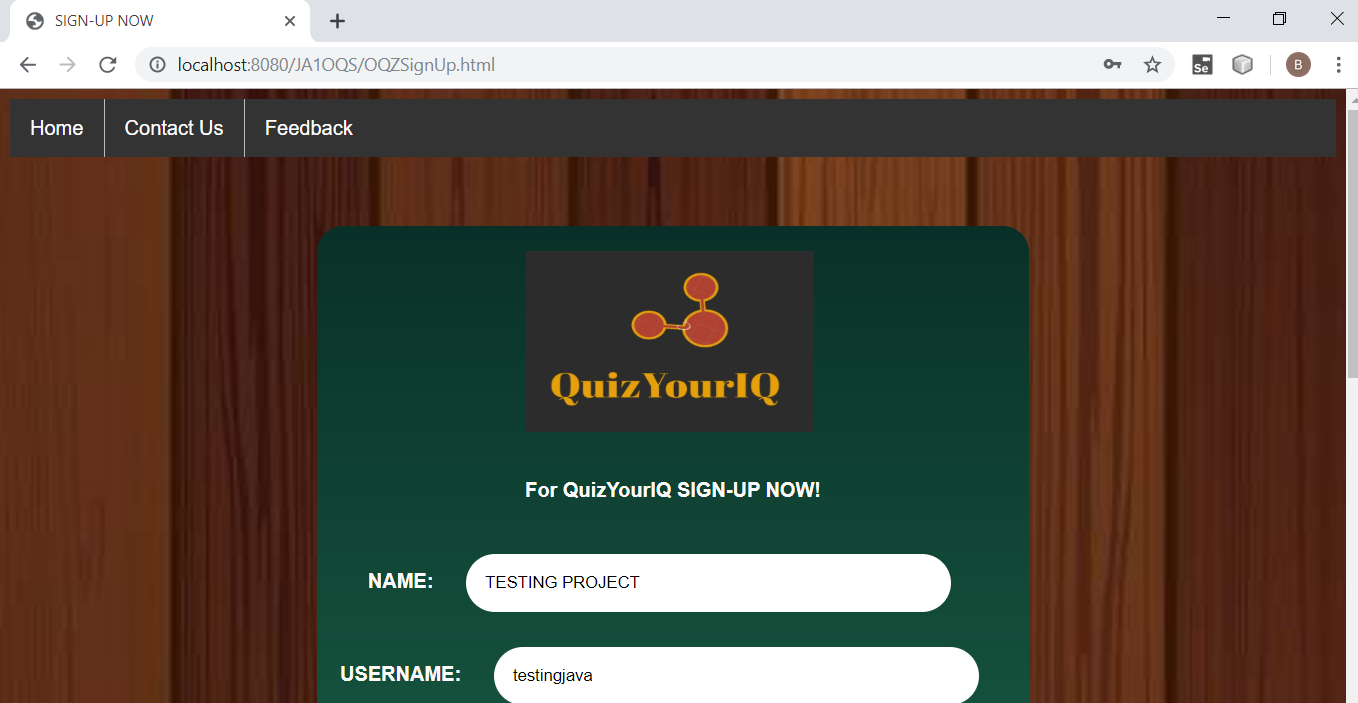 SIGN-UP NOW
localhost:8080/JA1OQS/OQZSignUp.html
Se
B
Home
Contact Us
Feedback
QuizYourIQ
For QuizYourIQ SIGN-UP NOW!
NAME:
TESTING PROJECT
USERNAME:
testingjava